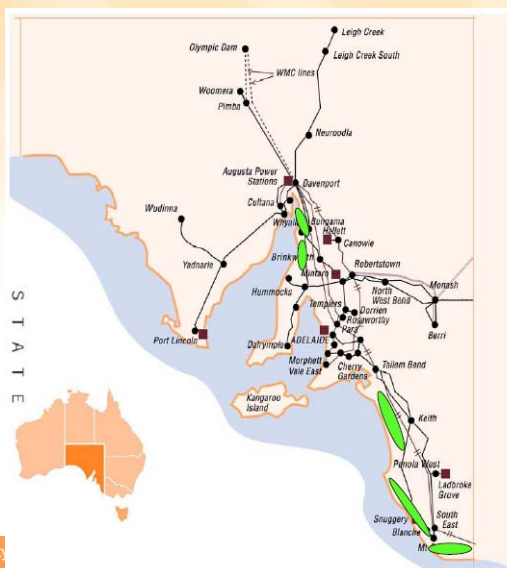 Leigh Creek
Olympic Dam
Leigh Creek South
WMC lines
Woomera
Pimba
Neuroodla
Augusta Power
Stations
Davenport
Cultana
Wudinna
Bungama
Hallett
Canowie
Yadnarie
Robertstown
Mintaro
Hummocks
North
West Bend
Monash
Templers
Dorrien
Roseworthy
Para
Berri
Port Lincoln
ADELAIDE
Dalrymple
Morphett
Vale East
Cherry
Gardens
Tailem Bend
Kangaroo
Island
Keith
Penola West
Ladbroke
Grove
Snuggery
South
East
Blanche
STATE